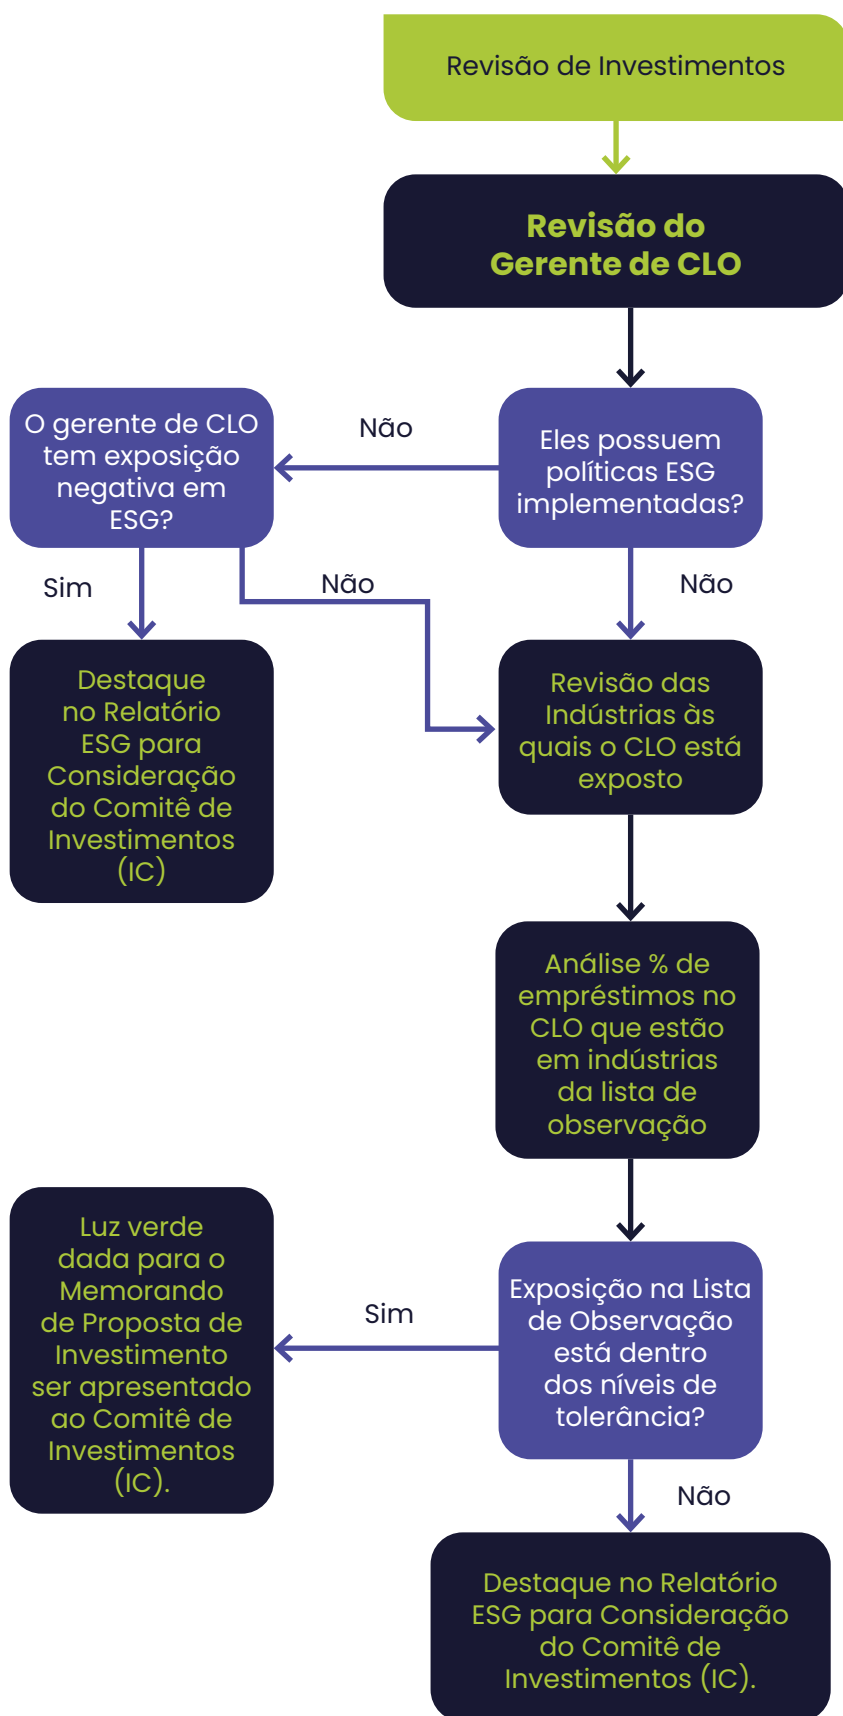 Revisão de Investimentos
Revisão do
Gerente de CLO
O gerente de CLO
tem exposição
negativa em
ESG?
Não
Eles possuem
políticas ESG
implementadas?
Sim
Não
Não
Destaque
no Relatório
ESG para
Consideração
do Comitê de
Investimentos
(IC)
Revisão das
Indústrias às
quais o CLO está
exposto
Análise % de
empréstimos no
CLO que estão
em indústrias
da lista de
observação
Luz verde
dada para o
Memorando
de Proposta de
Investimento
ser apresentado
ao Comitê de
Investimentos
(IC).
Sim
Exposição na Lista
de Observação
está dentro
dos níveis de
tolerância?
Não
Destaque no Relatório
ESG para Consideração
do Comitê de
Investimentos (IC).